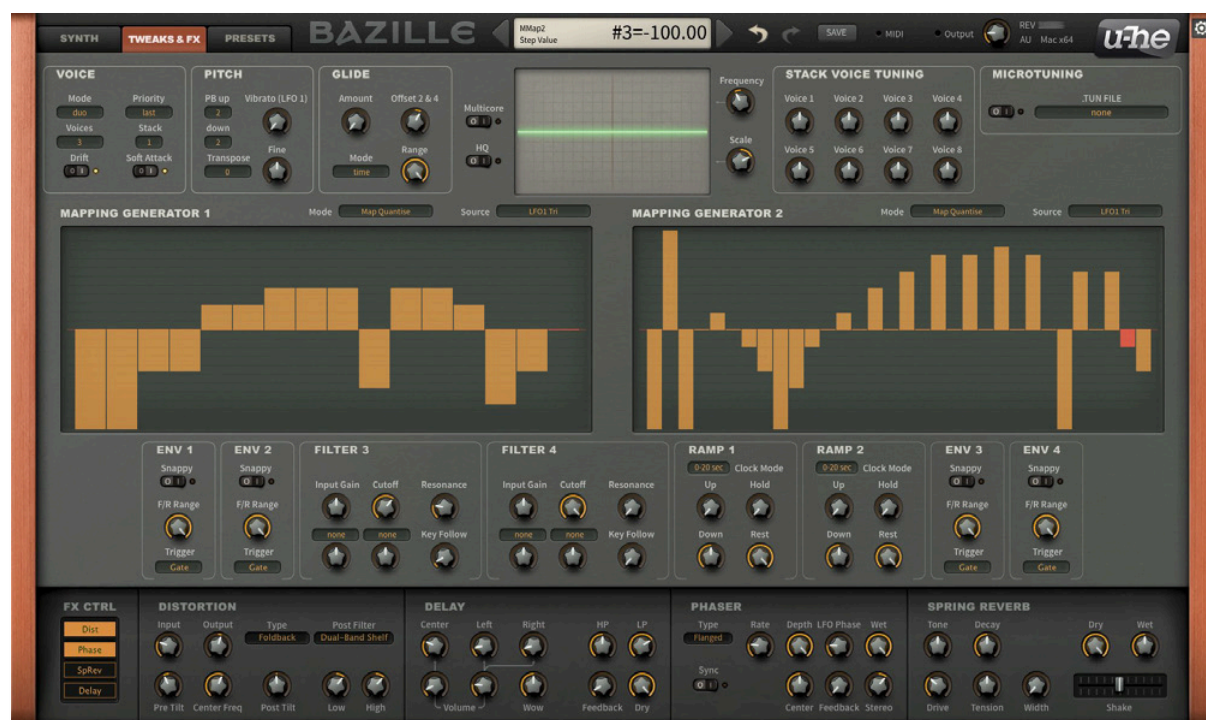 SYNTH
TWEAKS & FX
PRESETS
BAZILLE
MMap2
Step Value
#3=-100.00
SAVE
MIDI
Output
REV
AU Mac x64
u-he
VOICE
Mode Priority
duo last
Voices Stack
3 1
Drift Soft Attack
O I O I
PITCH
PB up Vibrato (LFO 1)
2
down
2 Fine
Transpose
0
GLIDE
Amount Offset 2 & 4
Mode Range
time
Multicore
O I
HQ
O I
Frequency
Scale
STACK VOICE TUNING
Voice 1 Voice 2 Voice 3 Voice 4
Voice 5 Voice 6 Voice 7 Voice 8
MICROTUNING
.TUN FILE
O I none
MAPPING GENERATOR 1 Mode Map Quantise Source LFO1 Tri
MAPPING GENERATOR 2 Mode Map Quantise Source LFO1 Tri
ENV 1
Snappy
O I
F/R Range
Trigger
Gate
ENV 2
Snappy
O I
F/R Range
Trigger
Gate
FILTER 3
Input Gain Cutoff Resonance
none none Key Follow
FILTER 4
Input Gain Cutoff Resonance
none none Key Follow
RAMP 1
0-20 sec Clock Mode
Up Hold
Down Rest
RAMP 2
0-20 sec Clock Mode
Up Hold
Down Rest
ENV 3
Snappy
O I
F/R Range
Trigger
Gate
ENV 4
Snappy
O I
F/R Range
Trigger
Gate
FX CTRL
Dist
Phase
SpRev
Delay
DISTORTION
Input Output Type Post Filter
Foldback Dual-Band Shelf
Pre Tilt Center Freq Post Tilt Low High
DELAY
Center Left Right HP LP
Volume Wow Feedback Dry
PHASER
Type Rate Depth LFO Phase Wet
Flanged
Sync
O I
Center Feedback Stereo
SPRING REVERB
Tone Decay Dry Wet
Drive Tension Width Shake